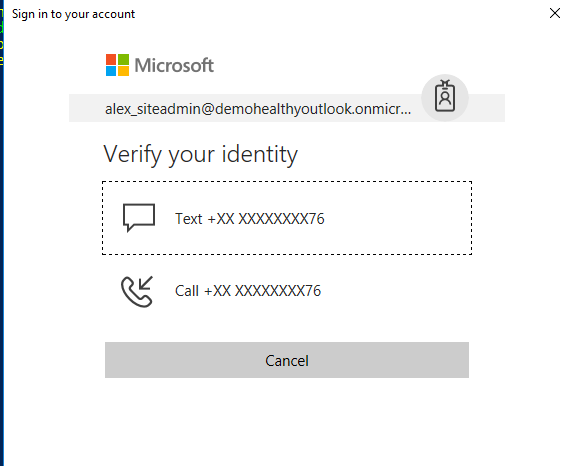 Sign in to your account
Microsoft
alex_siteadmin@demohealthyoutlook.onmicr...
Verify your identity
Text +XX XXXXXXXX76
Call +XX XXXXXXXX76
Cancel